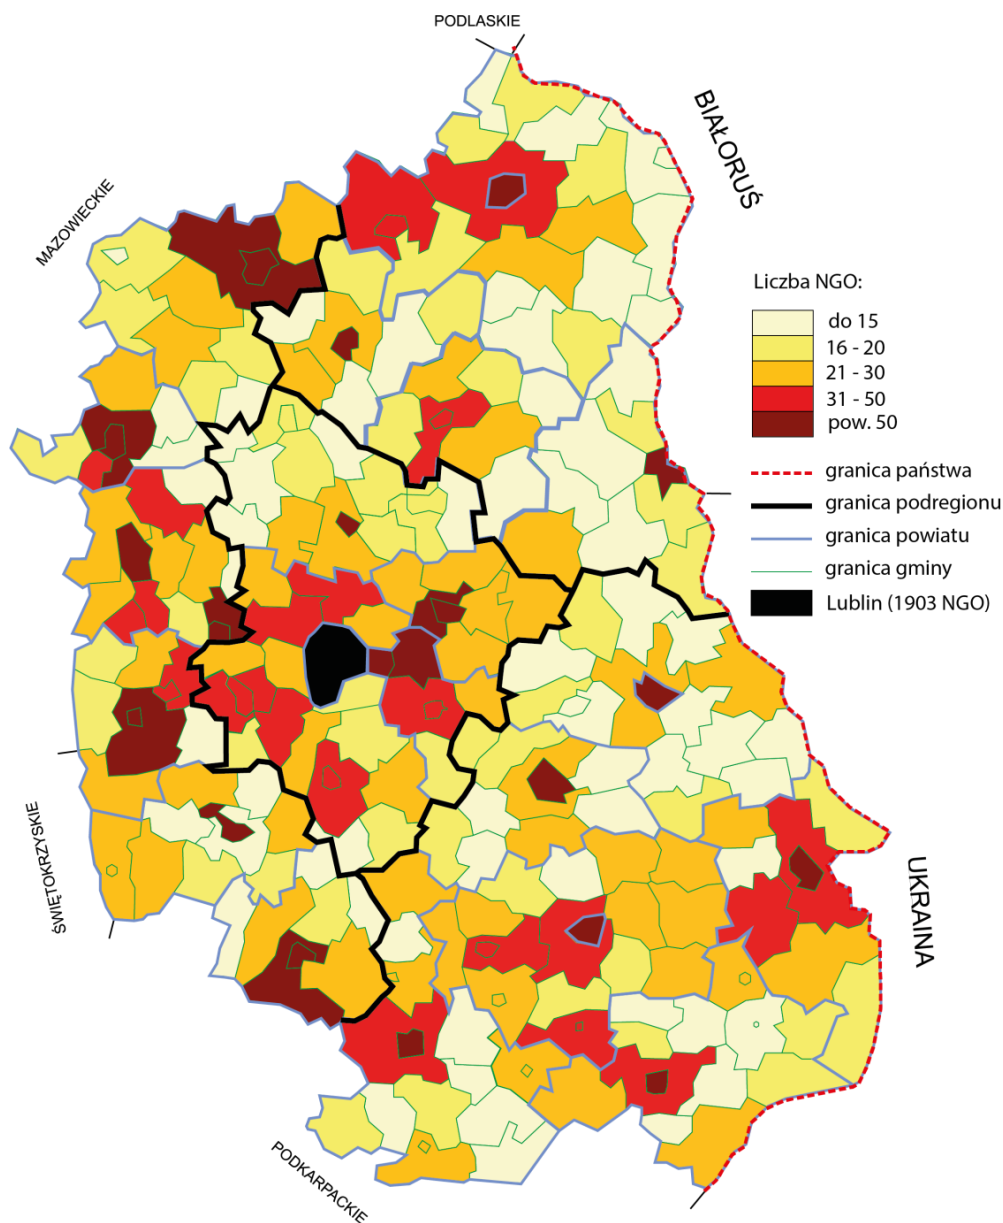 PODLASKIE
BIAŁORUŚ
MAZOWIECKIE
Liczba NGO:
do 15
16 - 20
21 - 30
31 - 50
pow. 50
granica państwa
granica podregionu
granica powiatu
granica gminy
Lublin (1903 NGO)
ŚWIĘTOKRZYSKIE
UKRAINA
PODKARPACKIE